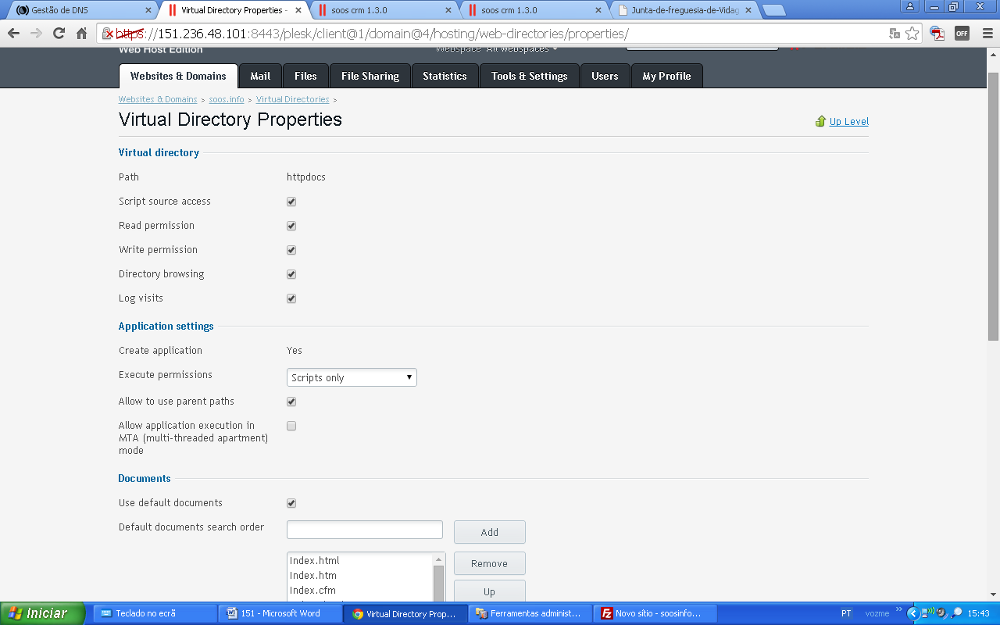 Gestão de DNS
Virtual Directory Properties -
soos crm 1.3.0
soos crm 1.3.0
Junta-de-freguesia-de-Vidag
https://151.236.48.101:8443/plesk/client@1/domain@4/hosting/web-directories/properties/
OFF
Web Host Edition
Webspace All Webspaces
Websites & Domains
Mail
Files
File Sharing
Statistics
Tools & Settings
Users
My Profile
Websites & Domains > soos.info > Virtual Directories >
Virtual Directory Properties
Up Level
Virtual directory
Path httpdocs
Script source access
Read permission
Write permission
Directory browsing
Log visits
Application settings
Create application Yes
Execute permissions Scripts only
Allow to use parent paths
Allow application execution in
MTA (multi-threaded apartment)
mode
Documents
Use default documents
Default documents search order
Add
Index.html
Remove
Index.htm
Index.cfm
Up
Iniciar
Teclado no ecrã
151 - Microsoft Word
Virtual Directory Prop...
Ferramentas administ...
Novo sítio - soosinfo...
PT
vozme
15:43